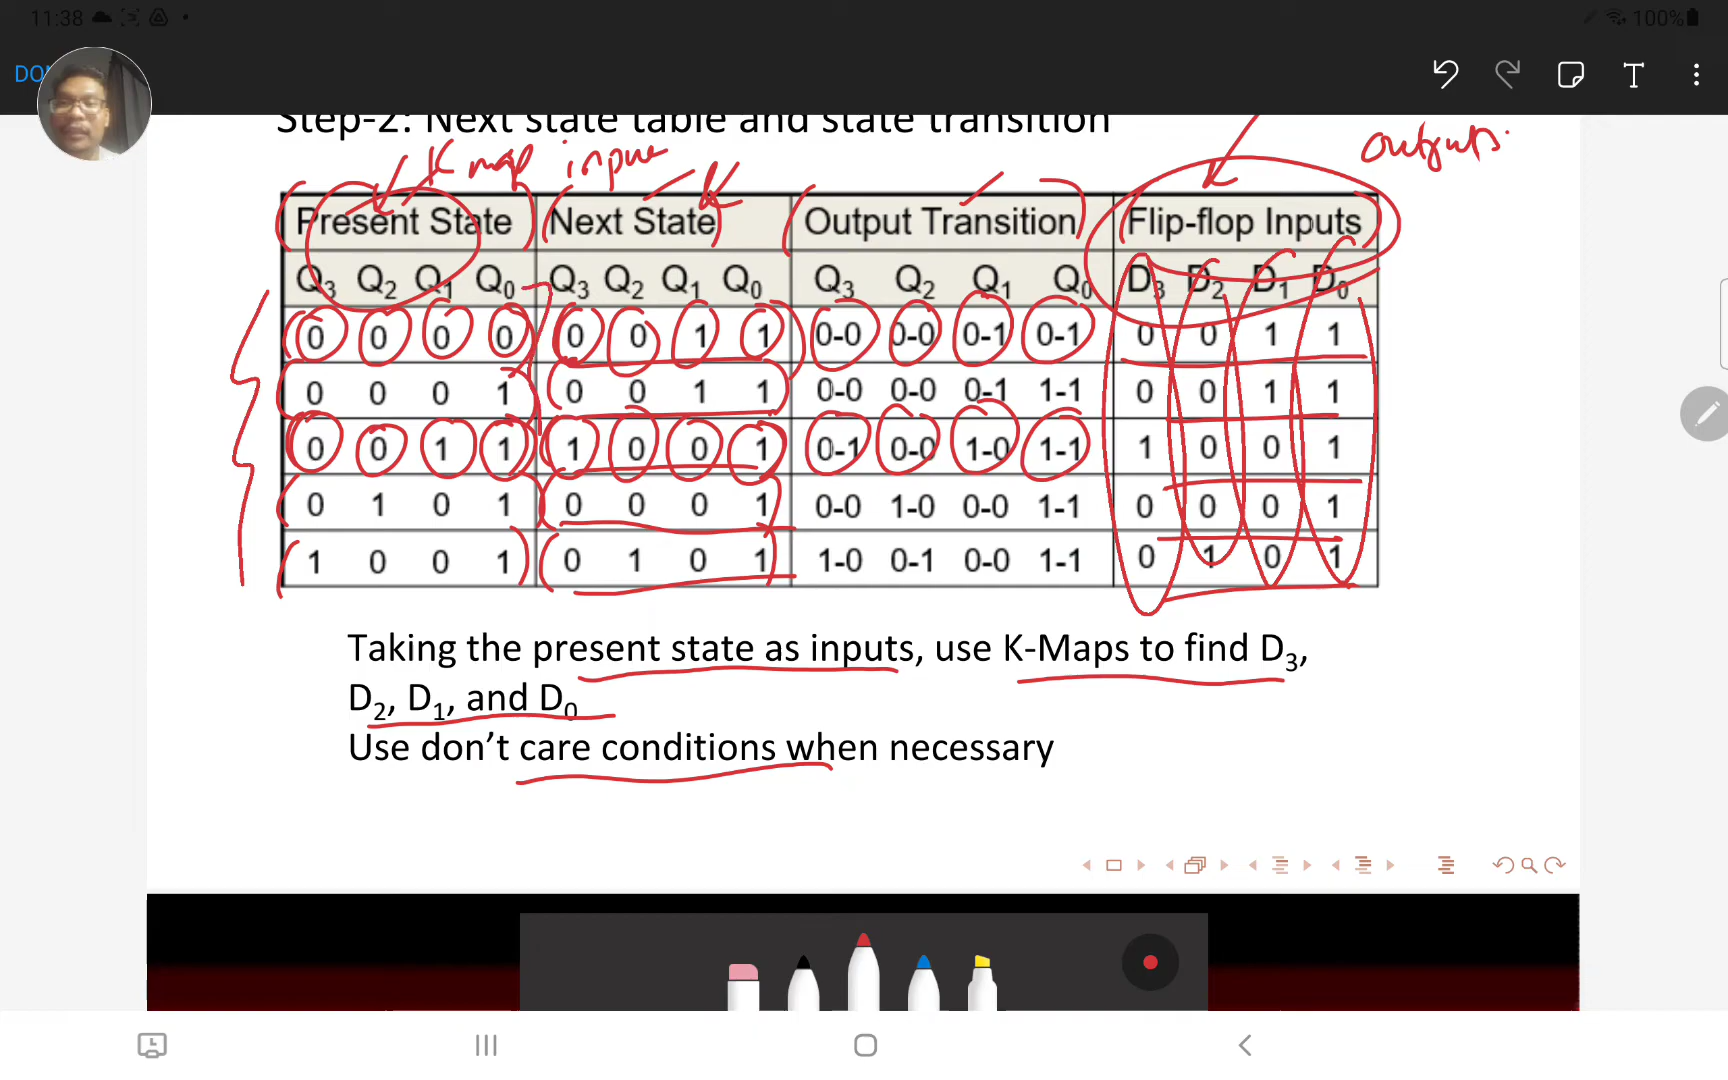 11:38
100%
Step-2: Next state table and state transition
K map input
outputs
Present State Next State Output Transition Flip-flop Inputs
Q3 Q2 Q1 Q0 Q3 Q2 Q1 Q0 Q3 Q2 Q1 Q0 D3 D2 D1 D0
0 0 0 0 0 0 1 1 0-0 0-0 0-1 0-1 0 0 1 1
0 0 0 1 0 0 1 1 0-0 0-0 0-1 1-1 0 0 1 1
0 0 1 1 1 0 0 1 0-1 0-0 1-0 1-1 1 0 0 1
0 1 0 1 0 0 0 1 0-0 1-0 0-0 1-1 0 0 0 1
1 0 0 1 0 1 0 1 1-0 0-1 0-0 1-1 0 1 0 1
Taking the present state as inputs, use K-Maps to find D3,
D2, D1, and D0
Use don't care conditions when necessary